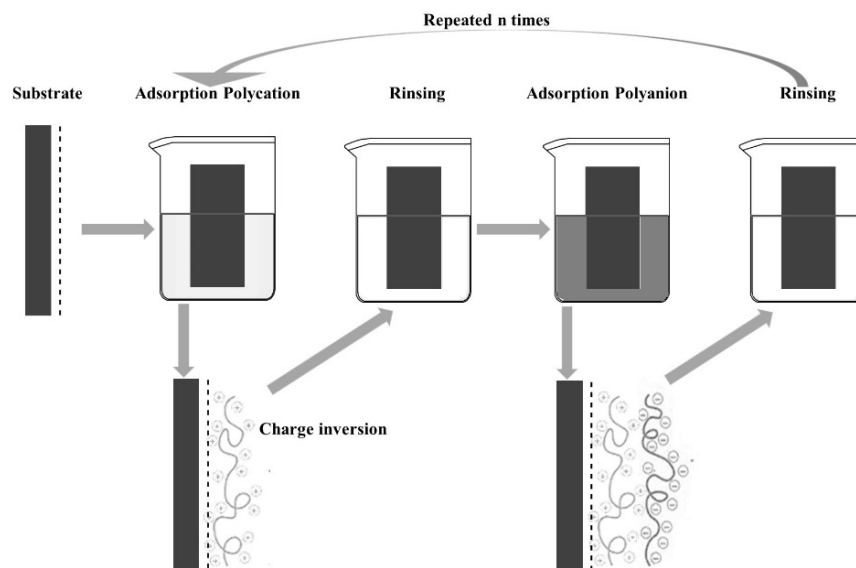 Repeated n times
Substrate
Adsorption Polycation
Rinsing
Adsorption Polyanion
Rinsing
Charge inversion